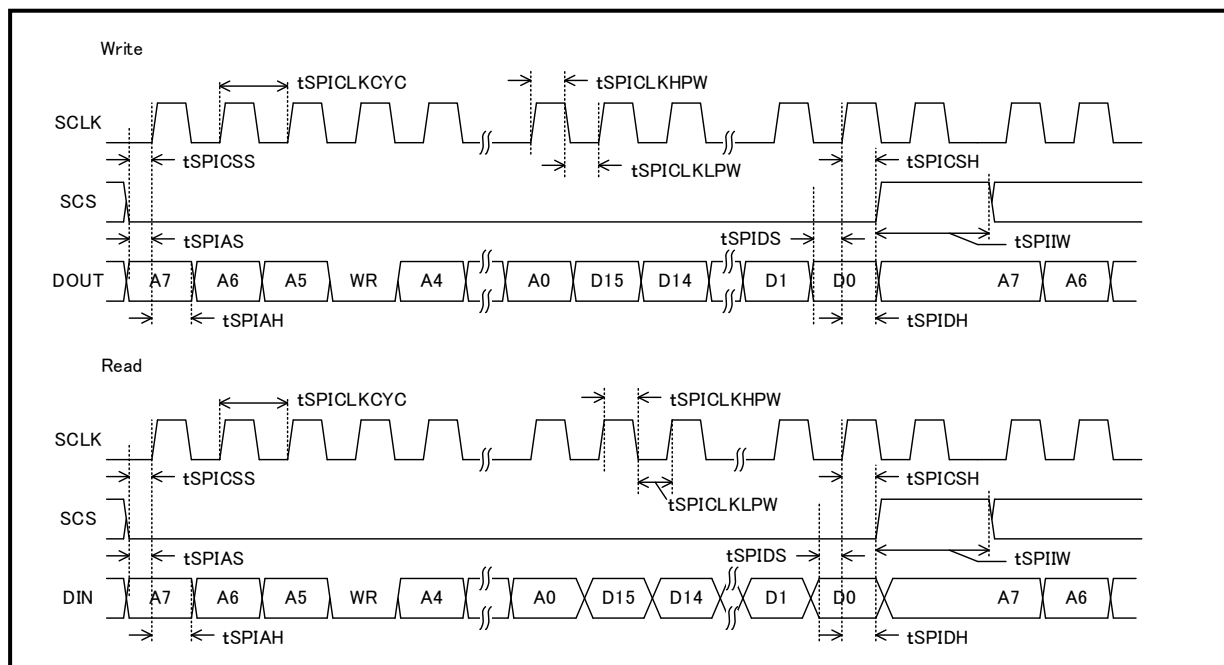 Write
tSPICLKCYC
tSPICLKHPW
SCLK
tSPICSS
tSPICLKLPW
tSPICSH
SCS
tSPIAS
tSPIDS
tSPIIW
DOUT A7 A6 A5 WR A4 A0 D15 D14 D1 D0 A7 A6
tSPIAH
tSPIDH
Read
tSPICLKCYC
tSPICLKHPW
SCLK
tSPICSS
tSPICSH
tSPICLKLPW
SCS
tSPIAS
tSPIDS
tSPIIW
DIN A7 A6 A5 WR A4 A0 D15 D14 D1 D0 A7 A6
tSPIAH
tSPIDH